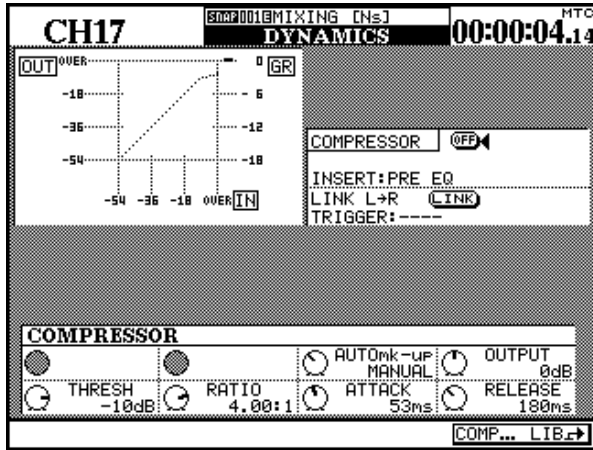 CH17
SNAP001 MIXING [Ns]
DYNAMICS
MTC
00:00:04.14
OUT OVER 0 GR
-18 6
-36 -12
-54 -18
-54 -36 -18 OVER IN
COMPRESSOR OFF
INSERT:PRE EQ
LINK L→R LINK
TRIGGER:----
COMPRESSOR
AUTOmk-up MANUAL
OUTPUT 0dB
THRESH -10dB
RATIO 4.00:1
ATTACK 53ms
RELEASE 180ms
COMP... LIB